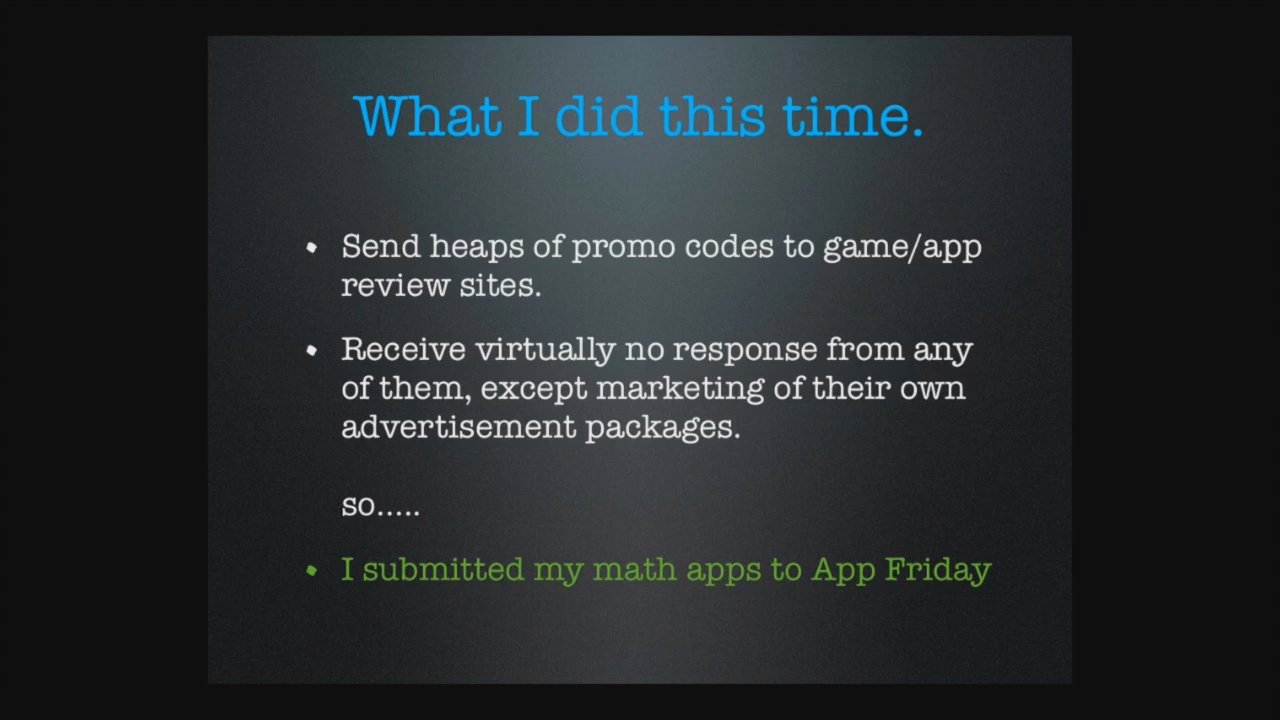 What I did this time.
• Send heaps of promo codes to game/app
review sites.
• Receive virtually no response from any
of them, except marketing of their own
advertisement packages.
so.....
• I submitted my math apps to App Friday